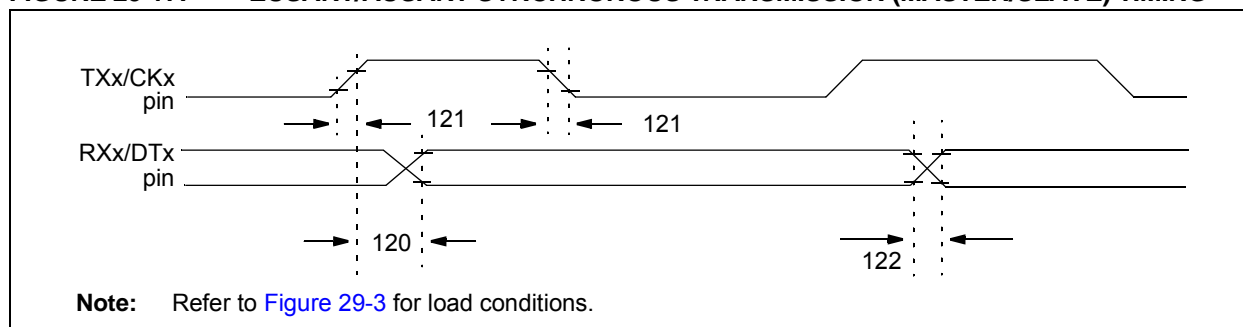 TXx/CKx
pin
121
121
RXx/DTx
pin
120
122
Note: Refer to Figure 29-3 for load conditions.